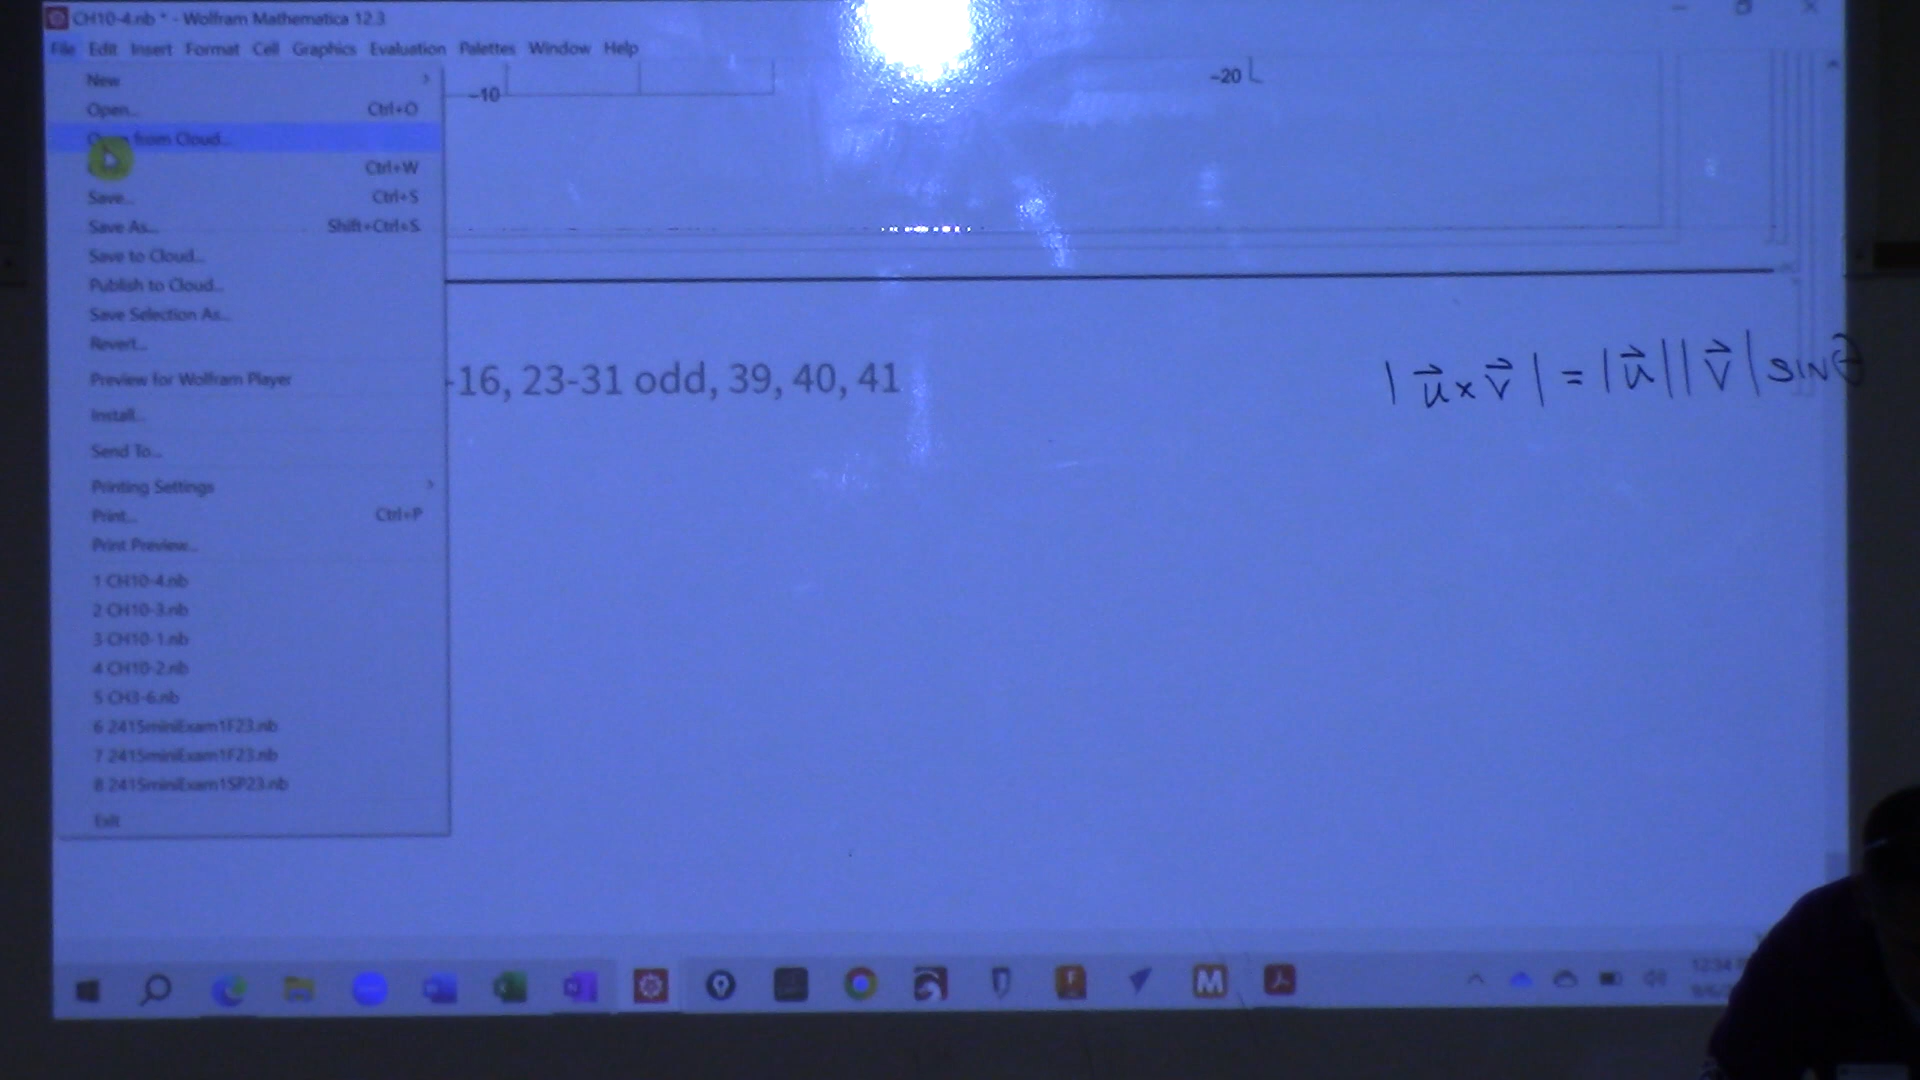 CH10-4.nb * - Wolfram Mathematica 12.3
File Edit Insert Format Cell Graphics Evaluation Palettes Window Help
New
Open... Ctrl+O
from Cloud...
Ctrl+W
Save... Ctrl+S
Save As... Shift+Ctrl+S
Save to Cloud...
Publish to Cloud...
Save Selection As...
Revert...
Preview for Wolfram Player
Install...
Send To...
Printing Settings
Print... Ctrl+P
Print Preview...
1 CH10-4.nb
2 CH10-3.nb
3 CH10-1.nb
4 CH10-2.nb
5 CH3-6.nb
6 2415miniExam1F23.nb
7 2415miniExam1F23.nb
8 2415miniExam1SP23.nb
Exit
-10
-20
-16, 23-31 odd, 39, 40, 41
|u⃗ × v⃗| = |u⃗||v⃗| sin θ
12:34